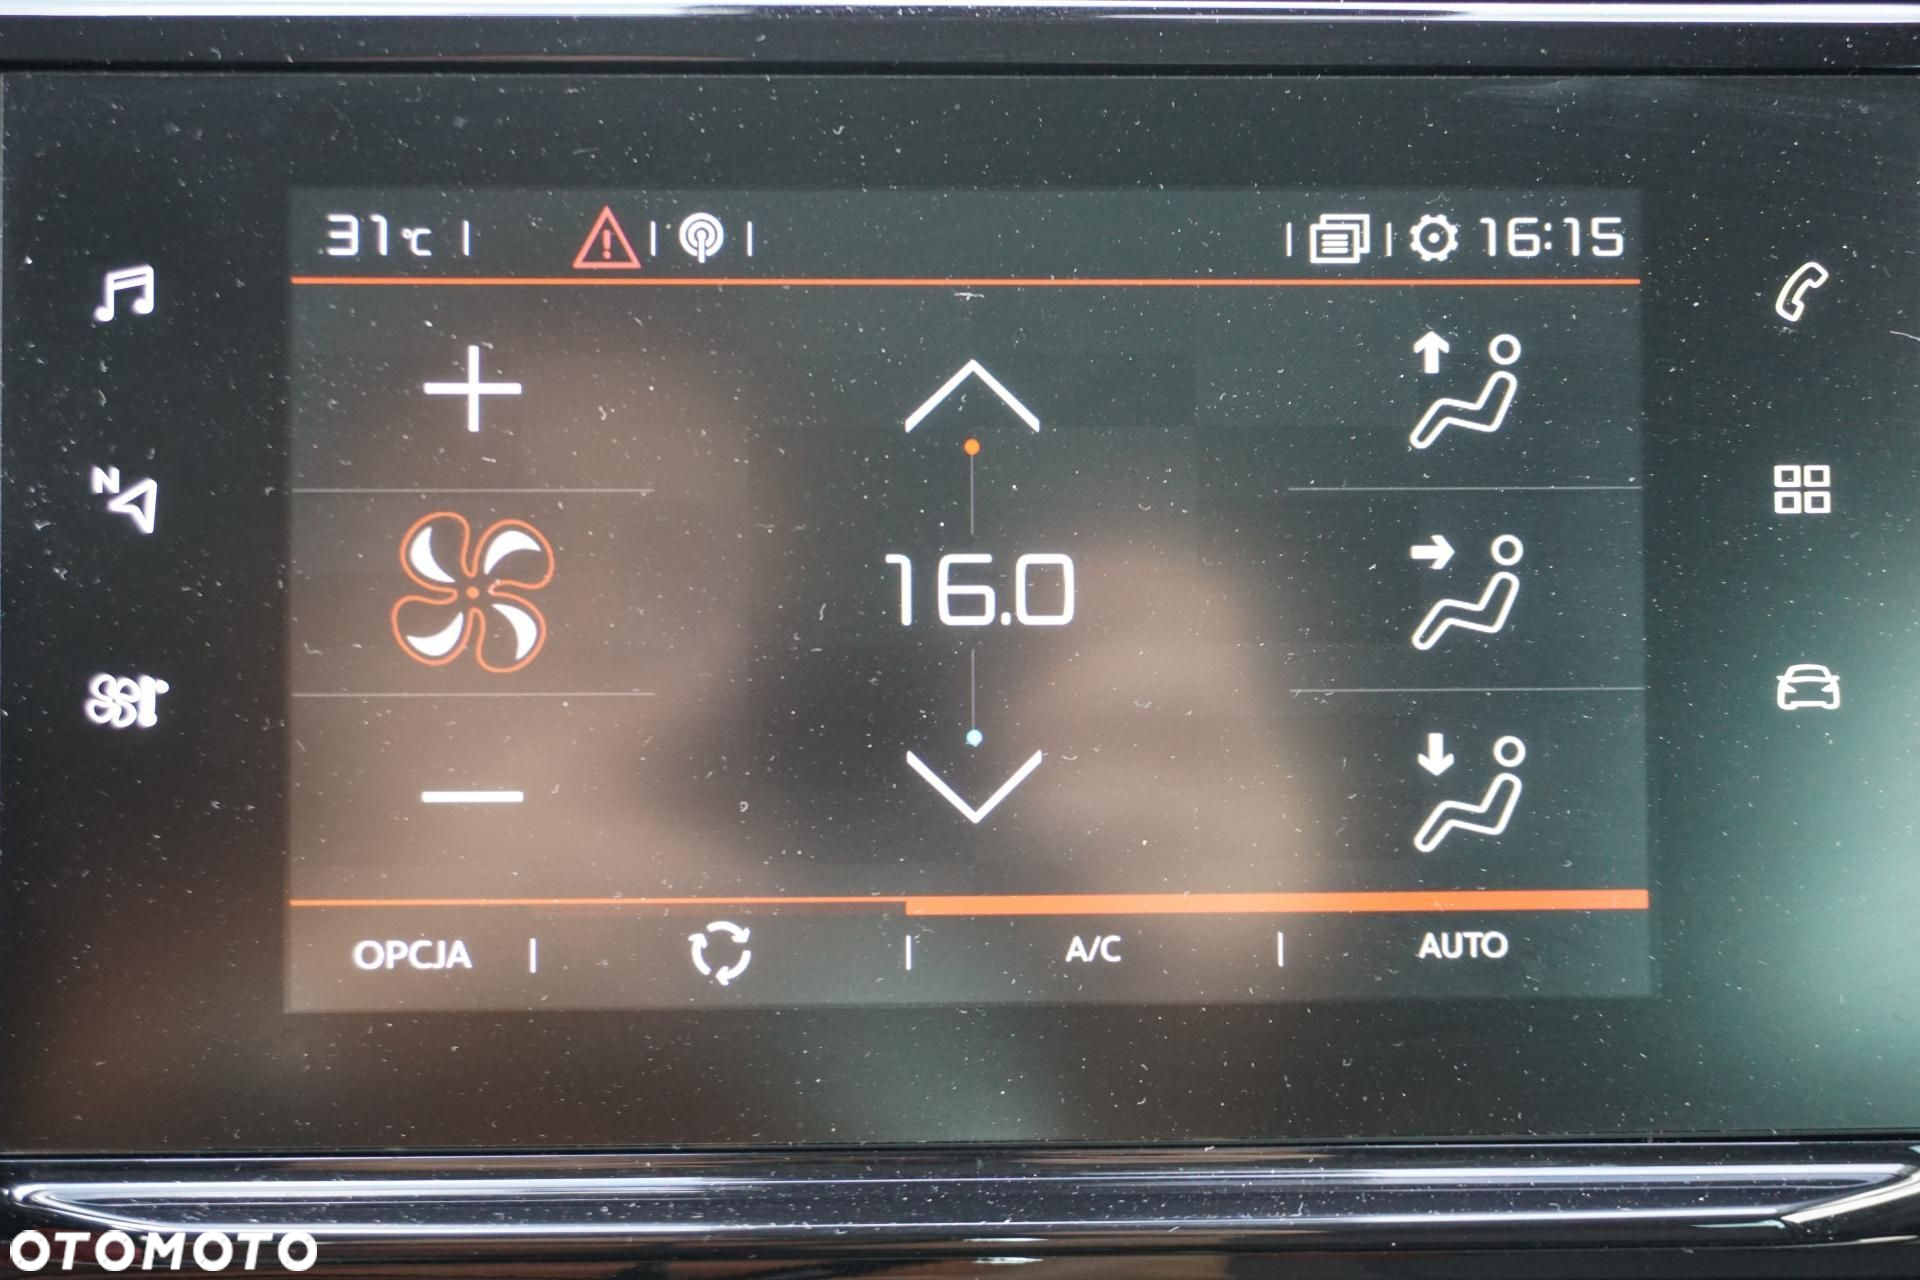 31°C
16:15
N
16.0
OPCJA
A/C
AUTO
OTOMOTO